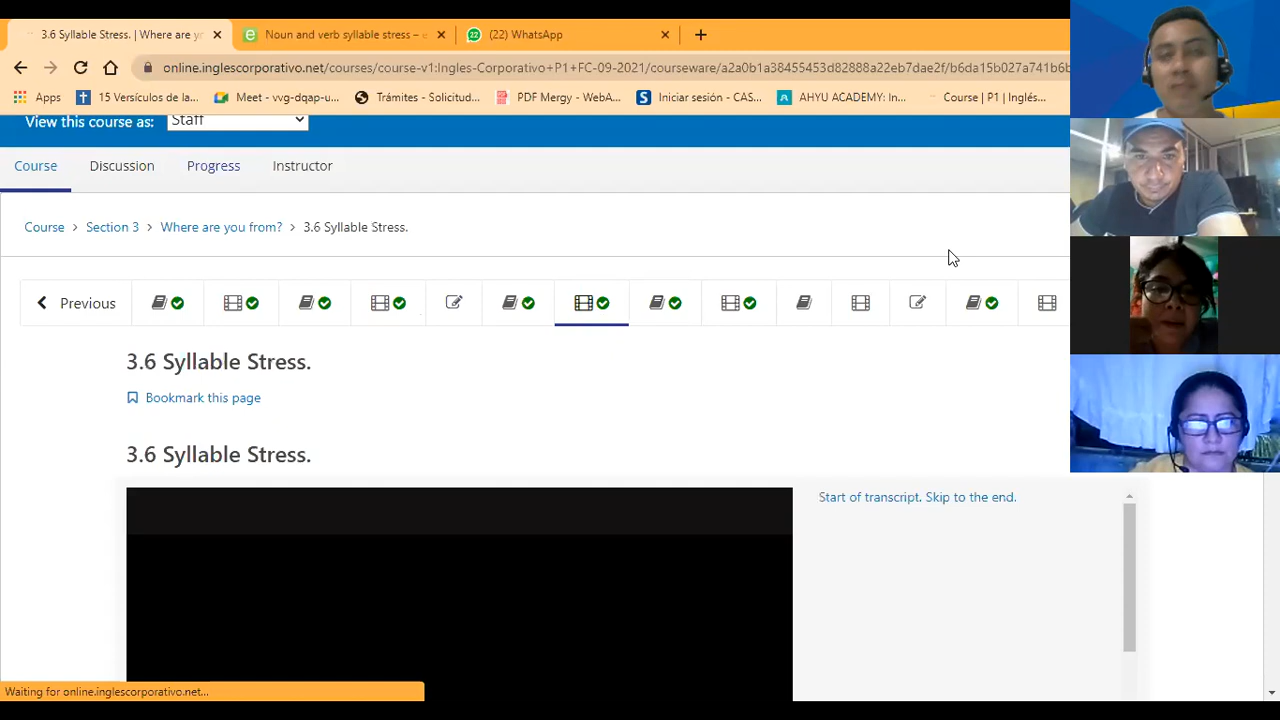 3.6 Syllable Stress. | Where are yo
Noun and verb syllable stress – e
(22) WhatsApp
online.inglescorporativo.net/courses/course-v1:Ingles-Corporativo+P1+FC-09-2021/courseware/a2a0b1a38455453d82888a22eb7dae2f/b6da15b027a741b6b
Apps
15 Versículos de la...
Meet - vvg-dqap-u...
Trámites - Solicitud...
PDF Mergy - WebA...
Iniciar sesión - CAS...
AHYU ACADEMY: In...
Course | P1 | Inglés...
View this course as:
Staff
Course
Discussion
Progress
Instructor
Course > Section 3 > Where are you from? > 3.6 Syllable Stress.
Previous
3.6 Syllable Stress.
Bookmark this page
3.6 Syllable Stress.
Start of transcript. Skip to the end.
Waiting for online.inglescorporativo.net...